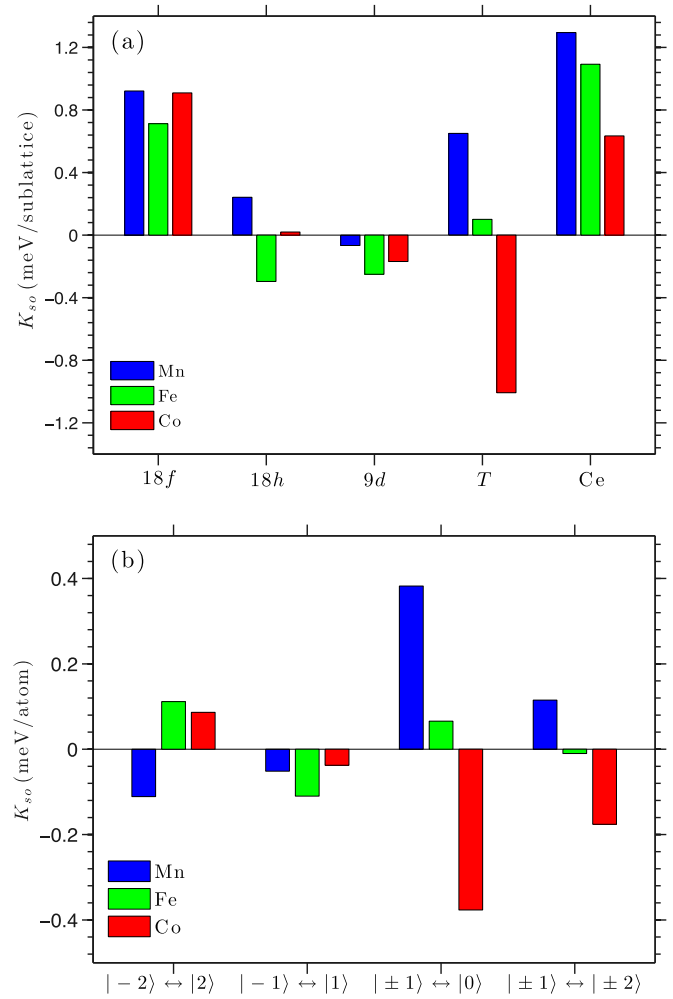 (a)
K_so (meV/sublattice)
1.2
0.8
0.4
0
−0.4
−0.8
−1.2
Mn
Fe
Co
18f 18h 9d T Ce
(b)
K_so (meV/atom)
0.4
0.2
0
−0.2
−0.4
Mn
Fe
Co
|−2⟩ ↔ |2⟩ |−1⟩ ↔ |1⟩ |±1⟩ ↔ |0⟩ |±1⟩ ↔ |±2⟩